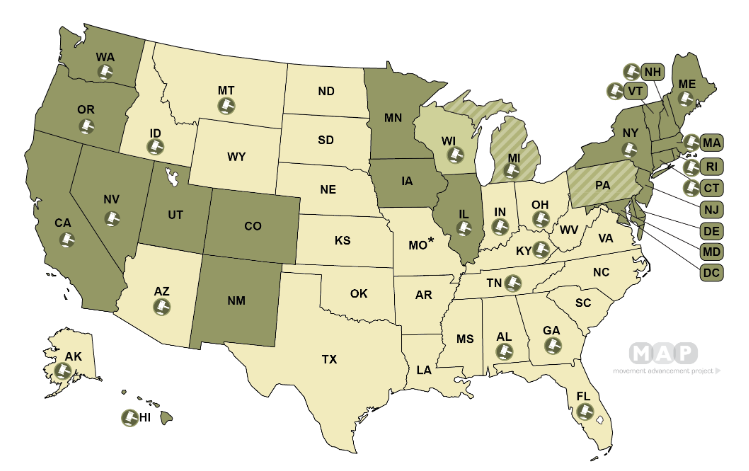 WA
NH
MT
ND
VT
ME
OR
MN
ID
NY
MA
SD
WI
MI
WY
RI
PA
CT
IA
NE
NV
NJ
IL
IN
OH
UT
CO
CA
DE
WV
KS
MO*
KY
VA
MD
DC
NC
TN
AZ
OK
AR
NM
SC
GA
MS
AL
MAP
AK
TX
LA
movement advancement project
FL
HI